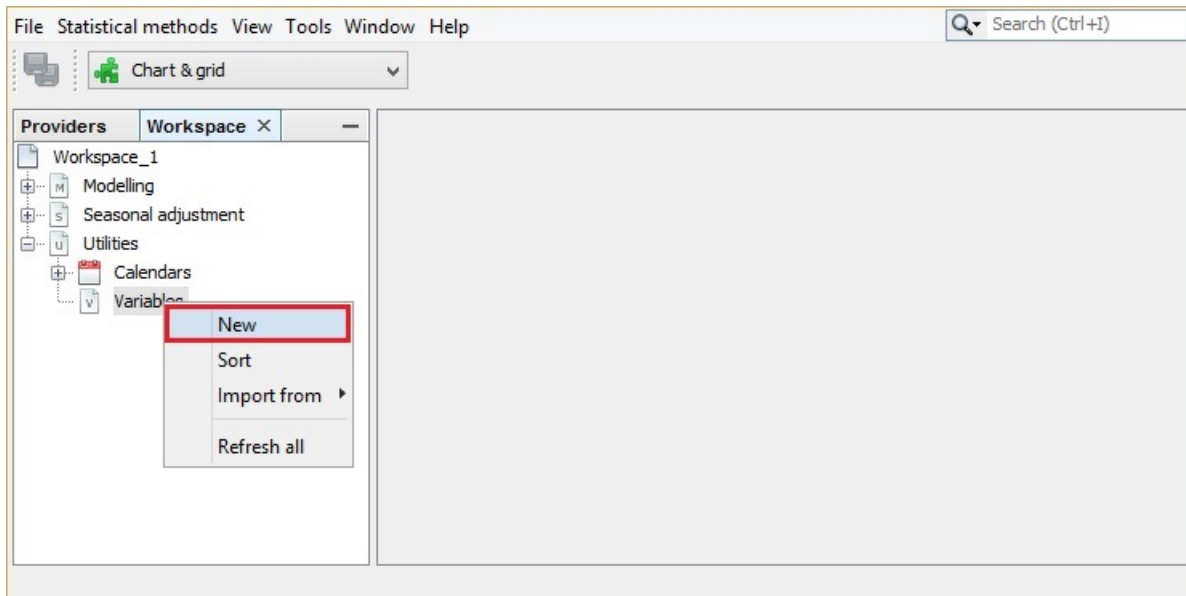 File Statistical methods View Tools Window Help
Search (Ctrl+I)
Chart & grid
Providers Workspace
Workspace_1
M Modelling
s Seasonal adjustment
u Utilities
Calendars
v Variables
New
Sort
Import from
Refresh all